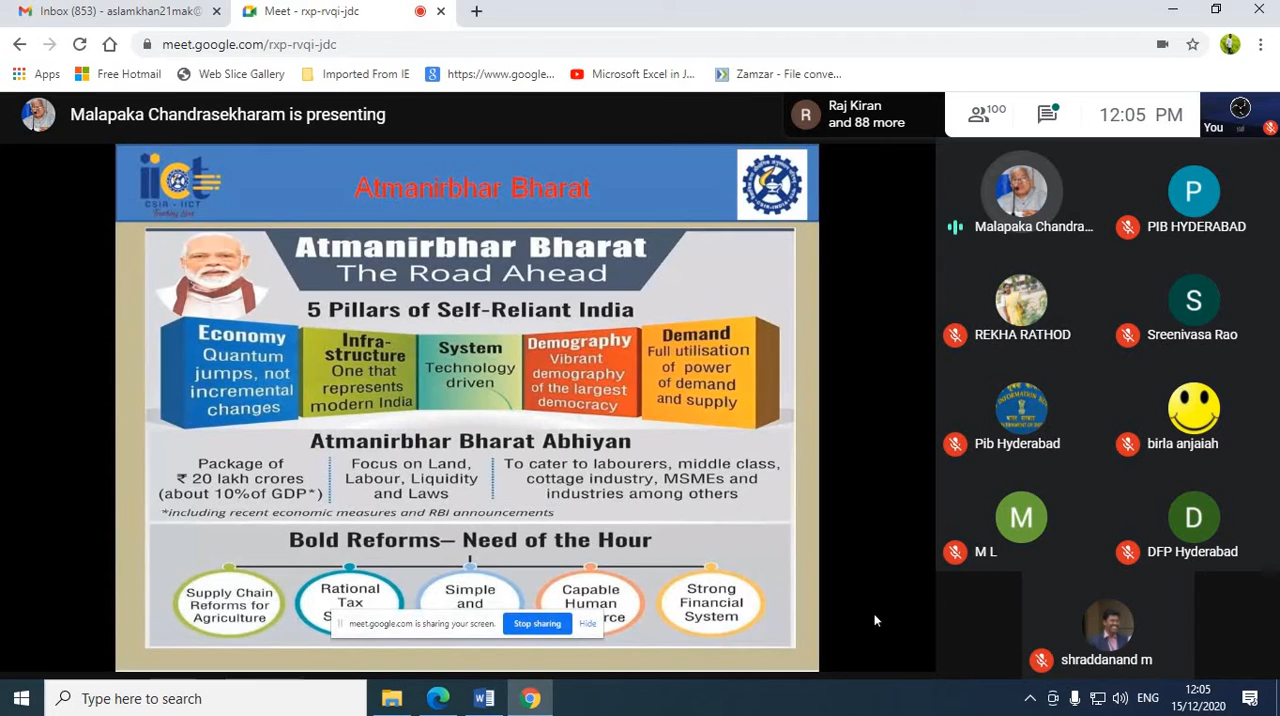 Inbox (853) - aslamkhan21mak@
Meet - rxp-rvqi-jdc
meet.google.com/rxp-rvqi-jdc
Apps
Free Hotmail
Web Slice Gallery
Imported From IE
https://www.google...
Microsoft Excel in J...
Zamzar - File conve...
Malapaka Chandrasekharam is presenting
R
Raj Kiran
and 88 more
100
12:05 PM
You
iict
CSIR - IICT
Atmanirbhar Bharat
Atmanirbhar Bharat
The Road Ahead
5 Pillars of Self-Reliant India
Economy
Quantum
jumps, not
incremental
changes
Infra-
structure
One that
represents
modern India
System
Technology
driven
Demography
Vibrant
demography
of the largest
democracy
Demand
Full utilisation
of power
of demand
and supply
Atmanirbhar Bharat Abhiyan
Package of
₹ 20 lakh crores
(about 10%of GDP*)
Focus on Land,
Labour, Liquidity
and Laws
To cater to labourers, middle class,
cottage industry, MSMEs and
industries among others
*including recent economic measures and RBI announcements
Bold Reforms– Need of the Hour
Supply Chain
Reforms for
Agriculture
Rational
Tax
S
Simple
and
Capable
Human
rce
Strong
Financial
System
meet.google.com is sharing your screen.
Stop sharing
Hide
Malapaka Chandra...
P
PIB HYDERABAD
REKHA RATHOD
S
Sreenivasa Rao
Pib Hyderabad
birla anjaiah
M
M L
D
DFP Hyderabad
shraddanand m
Type here to search
ENG
12:05
15/12/2020